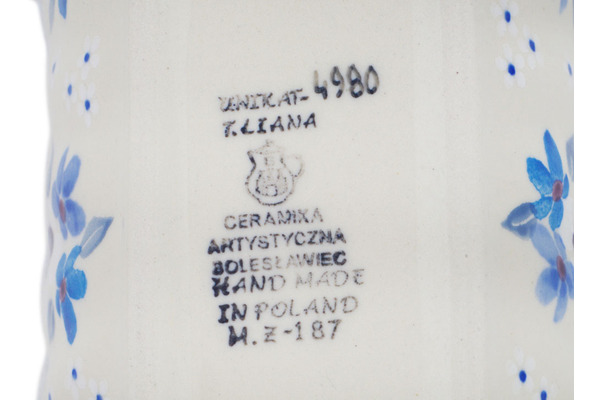 UNIKAT-4980
T.LIANA
CERAMIKA
ARTYSTYCZNA
BOLESŁAWIEC
HAND MADE
IN POLAND
M.Z-187